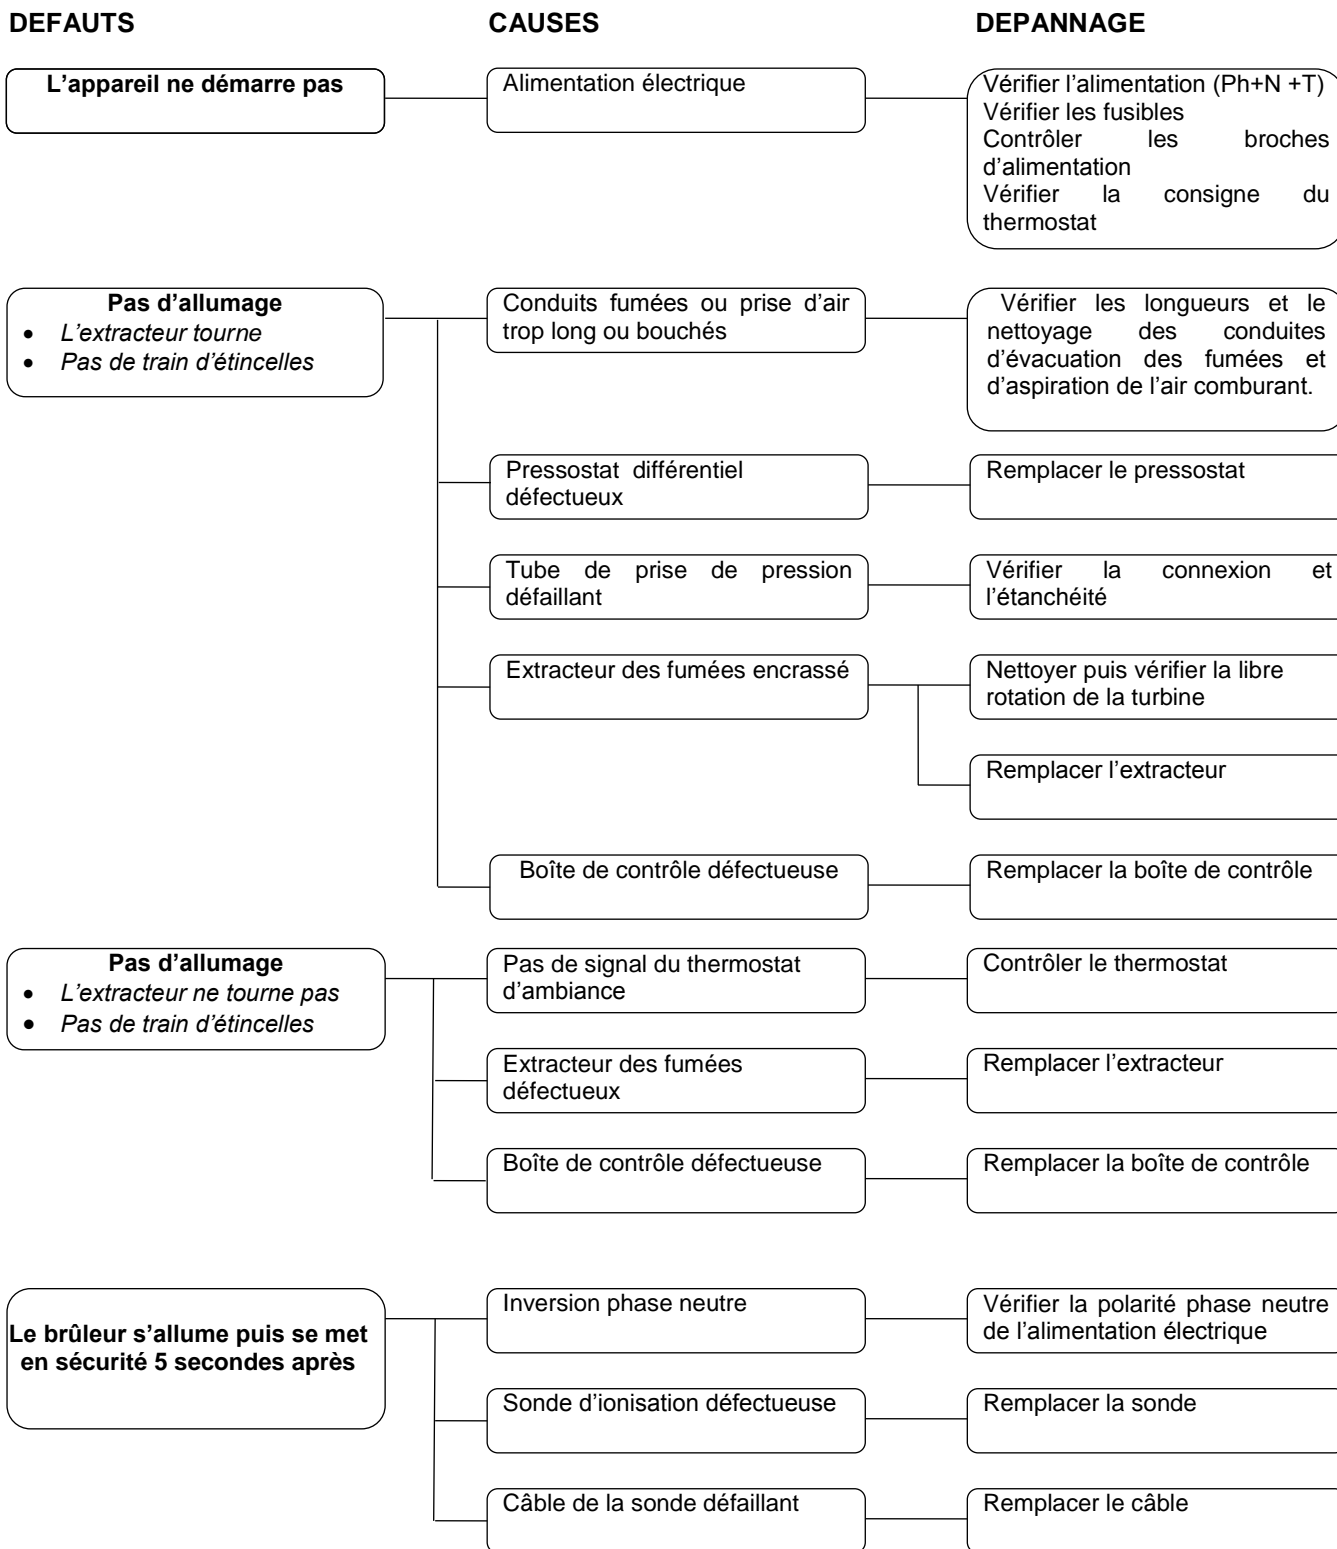 DEFAUTS CAUSES DEPANNAGE
L'appareil ne démarre pas
Alimentation électrique
Vérifier l'alimentation (Ph+N +T)
Vérifier les fusibles
Contrôler les broches
d'alimentation
Vérifier la consigne du
thermostat
Pas d'allumage
• L'extracteur tourne
• Pas de train d'étincelles
Conduits fumées ou prise d'air
trop long ou bouchés
Vérifier les longueurs et le
nettoyage des conduites
d'évacuation des fumées et
d'aspiration de l'air comburant.
Pressostat différentiel
défectueux
Remplacer le pressostat
Tube de prise de pression
défaillant
Vérifier la connexion et
l'étanchéité
Extracteur des fumées encrassé
Nettoyer puis vérifier la libre
rotation de la turbine
Remplacer l'extracteur
Boîte de contrôle défectueuse
Remplacer la boîte de contrôle
Pas d'allumage
• L'extracteur ne tourne pas
• Pas de train d'étincelles
Pas de signal du thermostat
d'ambiance
Contrôler le thermostat
Extracteur des fumées
défectueux
Remplacer l'extracteur
Boîte de contrôle défectueuse
Remplacer la boîte de contrôle
Le brûleur s'allume puis se met
en sécurité 5 secondes après
Inversion phase neutre
Vérifier la polarité phase neutre
de l'alimentation électrique
Sonde d'ionisation défectueuse
Remplacer la sonde
Câble de la sonde défaillant
Remplacer le câble